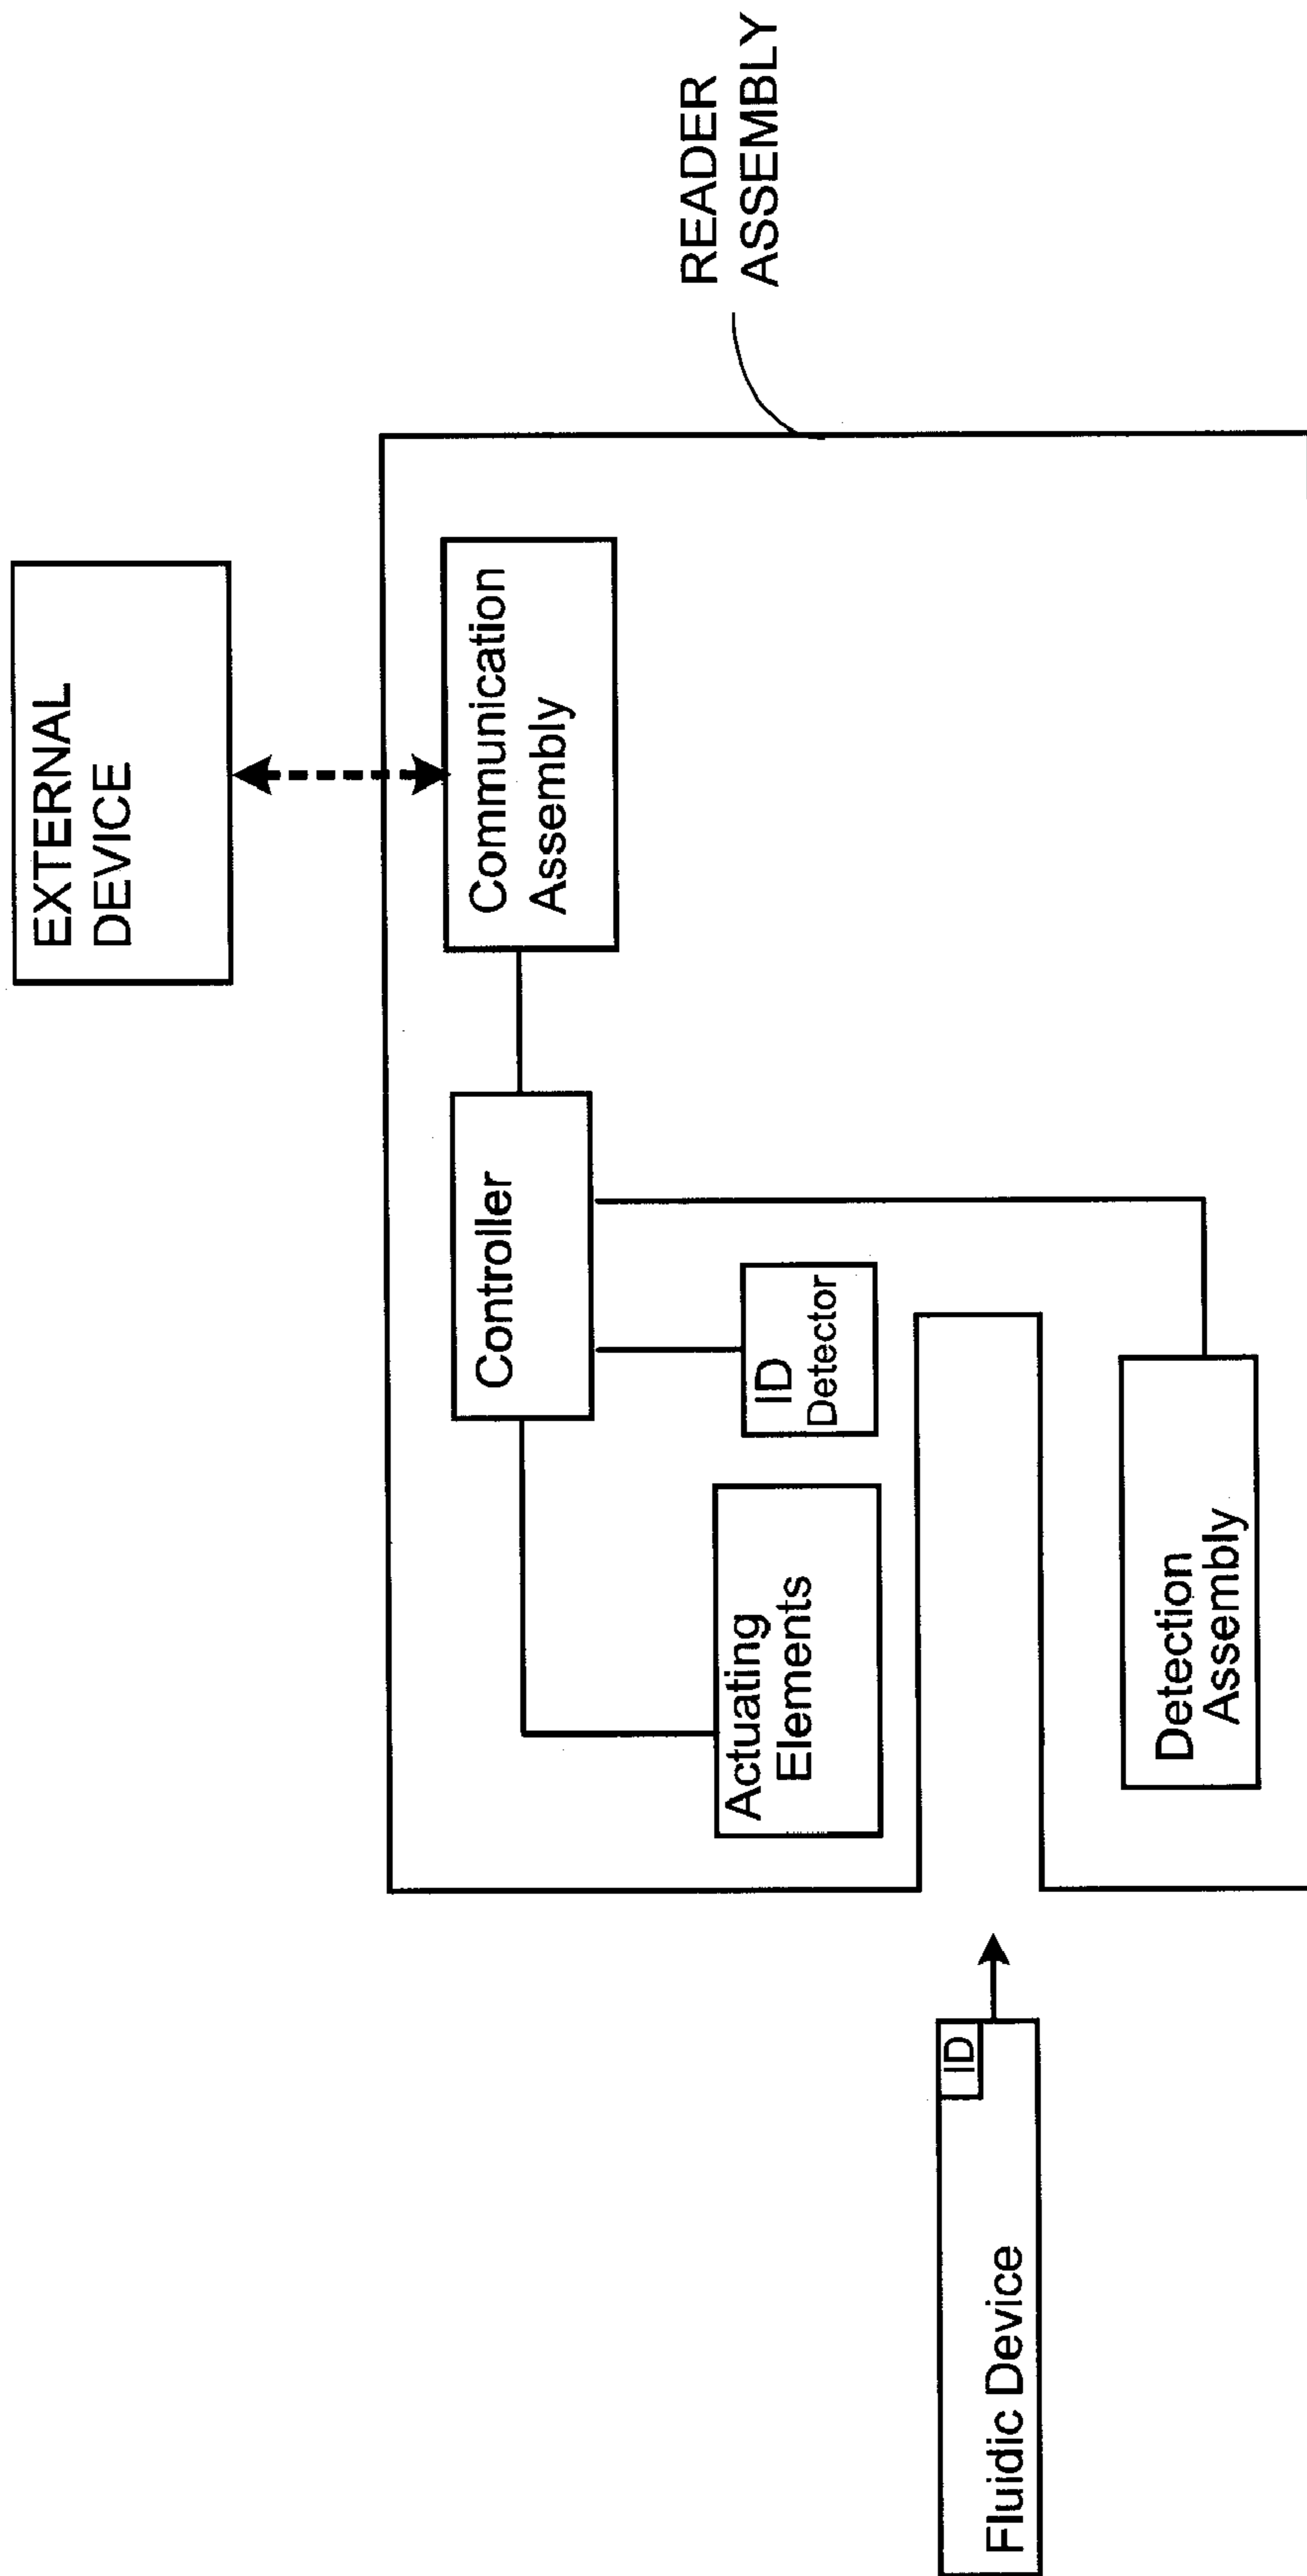 EXTERNAL
DEVICE
READER
ASSEMBLY
Communication
Assembly
Controller
ID
Detector
Actuating
Elements
Detection
Assembly
ID
Fluidic Device